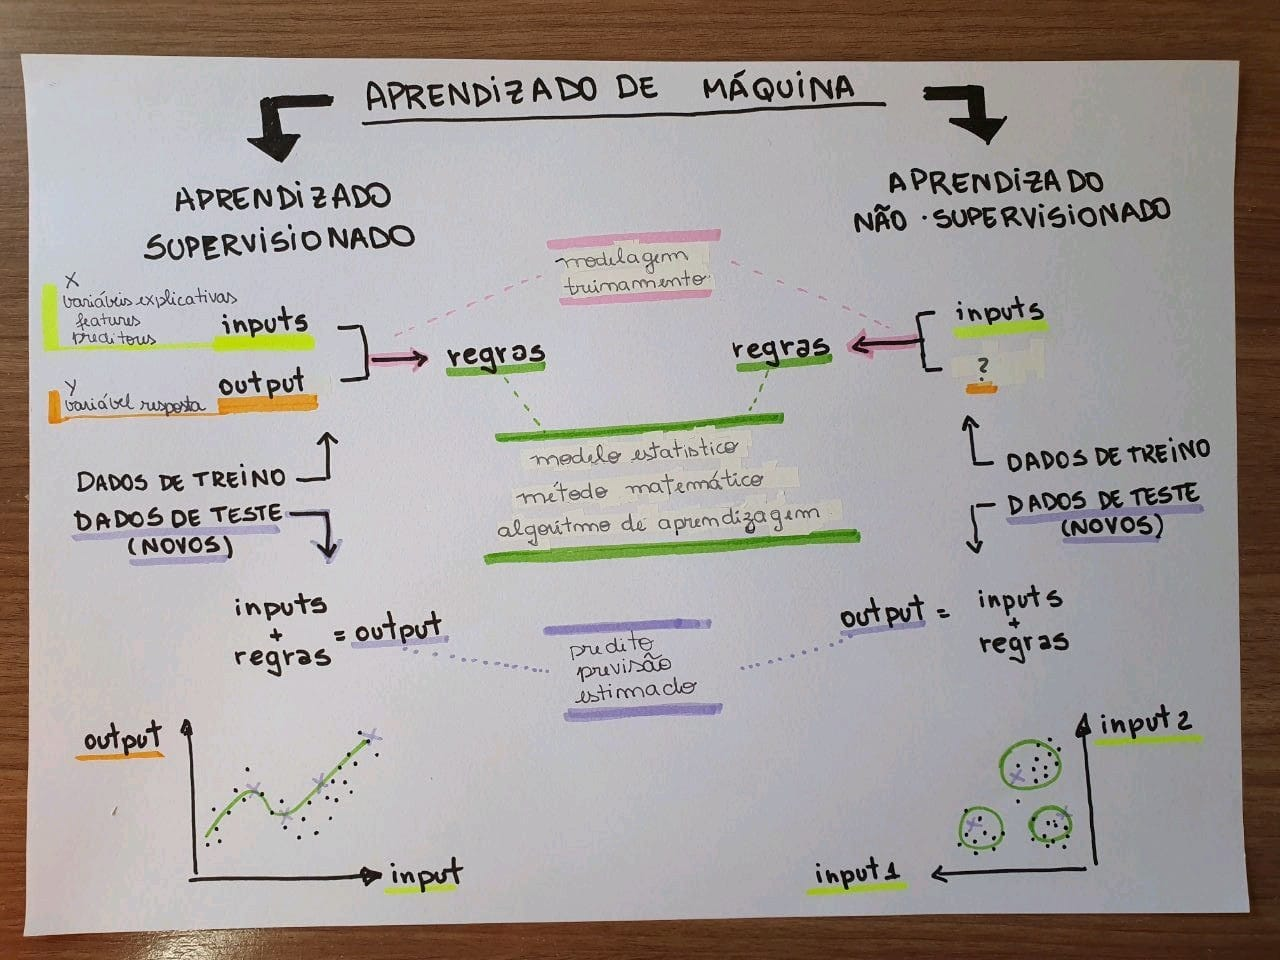 APRENDIZADO DE MÁQUINA
APRENDIZADO
SUPERVISIONADO
X
variáveis explicativas
features
preditores
inputs
output
Y
variável resposta
DADOS DE TREINO
DADOS DE TESTE
(NOVOS)
inputs
+
regras
= output
output
input
modelagem
treinamento
regras
regras
modelo estatístico
método matemático
algoritmo de aprendizagem
predito
previsão
estimado
APRENDIZADO
NÃO-SUPERVISIONADO
inputs
?
DADOS DE TREINO
DADOS DE TESTE
(NOVOS)
output =
inputs
+
regras
input 2
input 1